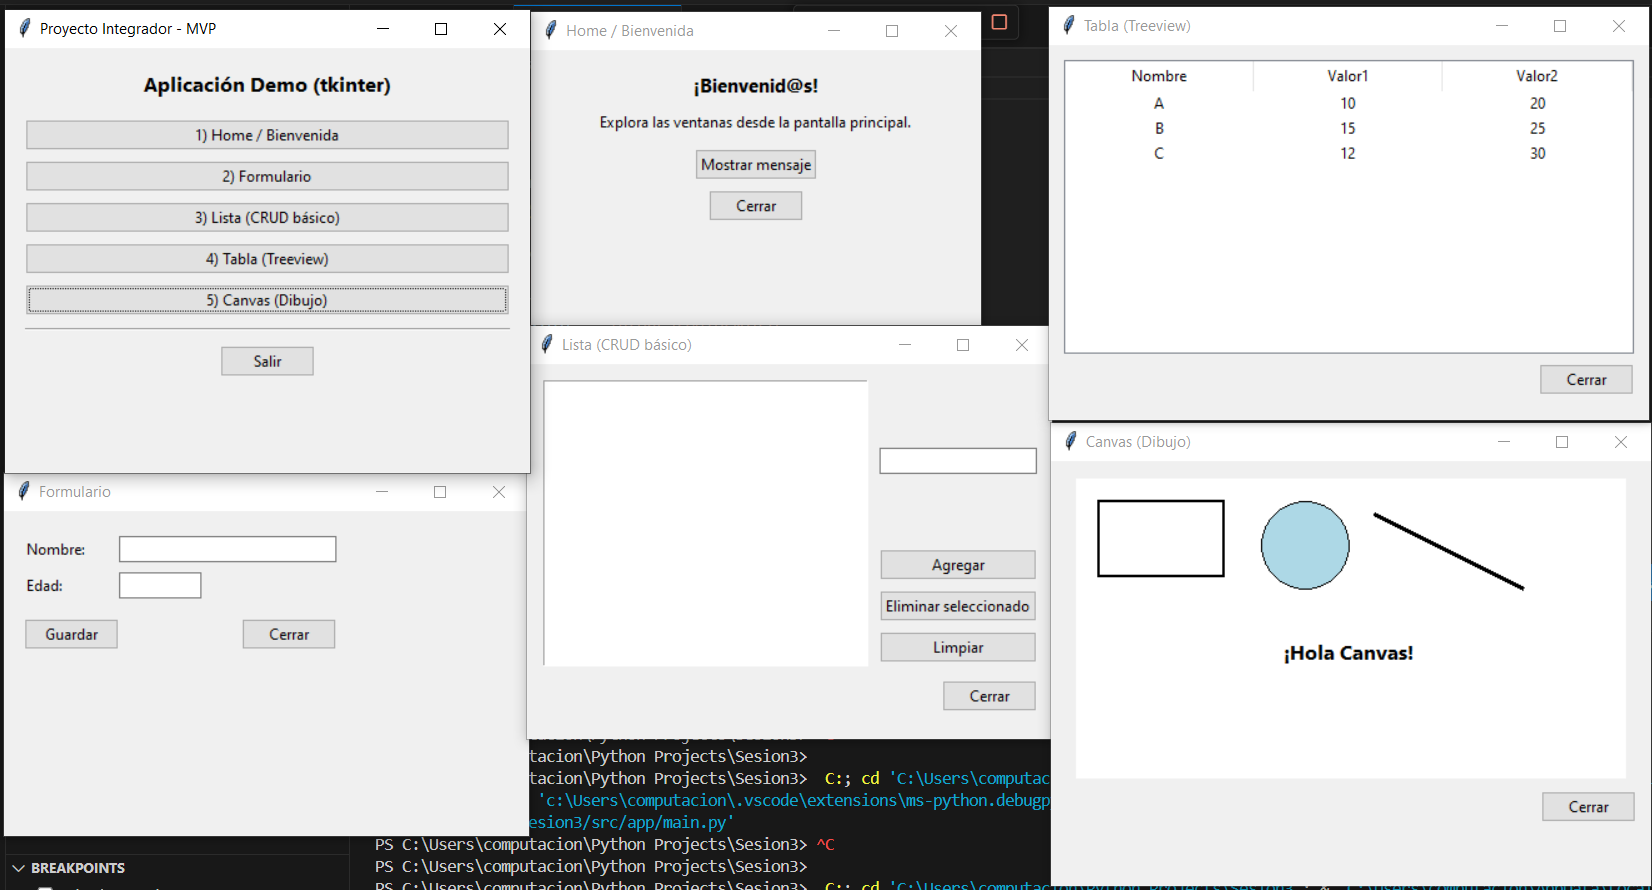 Proyecto Integrador - MVP
Aplicación Demo (tkinter)
1) Home / Bienvenida
2) Formulario
3) Lista (CRUD básico)
4) Tabla (Treeview)
5) Canvas (Dibujo)
Salir
Home / Bienvenida
¡Bienvenid@s!
Explora las ventanas desde la pantalla principal.
Mostrar mensaje
Cerrar
Tabla (Treeview)
Nombre Valor1 Valor2
A 10 20
B 15 25
C 12 30
Cerrar
Formulario
Nombre:
Edad:
Guardar Cerrar
Lista (CRUD básico)
Agregar
Eliminar seleccionado
Limpiar
Cerrar
Canvas (Dibujo)
¡Hola Canvas!
Cerrar
tacion\Python Projects\Sesion3>
tacion\Python Projects\Sesion3>  C:; cd 'C:\Users\computac
'c:\Users\computacion\.vscode\extensions\ms-python.debugp
esion3/src/app/main.py'
PS C:\Users\computacion\Python Projects\Sesion3> ^C
PS C:\Users\computacion\Python Projects\Sesion3>
PS C:\Users\computacion\Python Projects\Sesion3>  C:; cd
BREAKPOINTS